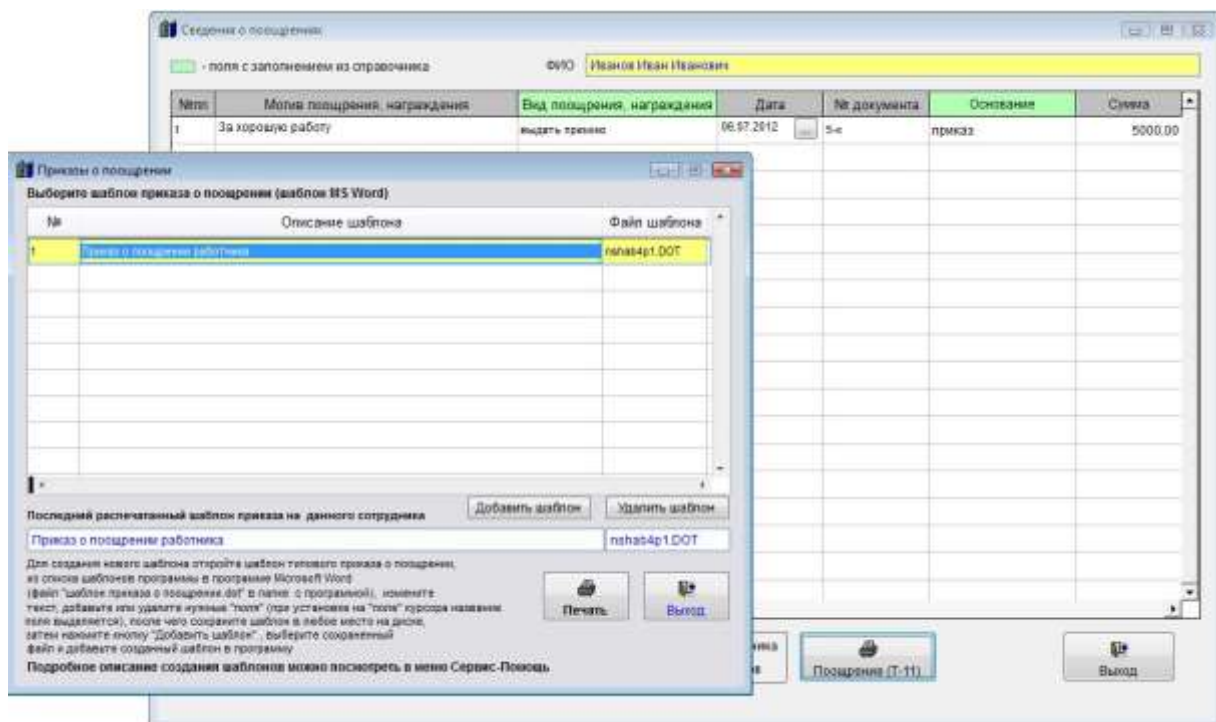 Сведения о поощрениях
- поля с заполнением из справочника
ФИО Иванов Иван Иванович
№пп Мотив поощрения, награждения Вид поощрения, награждения Дата № документа Основание Сумма
1 За хорошую работу выдать премию 06.07.2012 ... 5-к приказ 5000.00
Приказы о поощрении
Выберите шаблон приказа о поощрении (шаблон MS Word)
№ Описание шаблона Файл шаблона
1 Приказ о поощрении работника nshab4p1.DOT
Добавить шаблон Удалить шаблон
Последний распечатанный шаблон приказа на данного сотрудника
Приказ о поощрении работника nshab4p1.DOT
Для создания нового шаблона откройте шаблон типового приказа о поощрении,
из списка шаблонов программы в программе Microsoft Word
(файл "шаблон приказа о поощрении.dot" в папке с программой), измените
текст, добавьте или удалите нужные "поля" (при установке на "поле" курсора название
поля выделяется), после чего сохраните шаблон в любое место на диске,
затем нажмите кнопку "Добавить шаблон", выберите сохраненный
файл и добавьте созданный шаблон в программу
Подробное описание создания шаблонов можно посмотреть в меню Сервис-Помощь
Печать
Выход
Поощрение (Т-11)
Выход